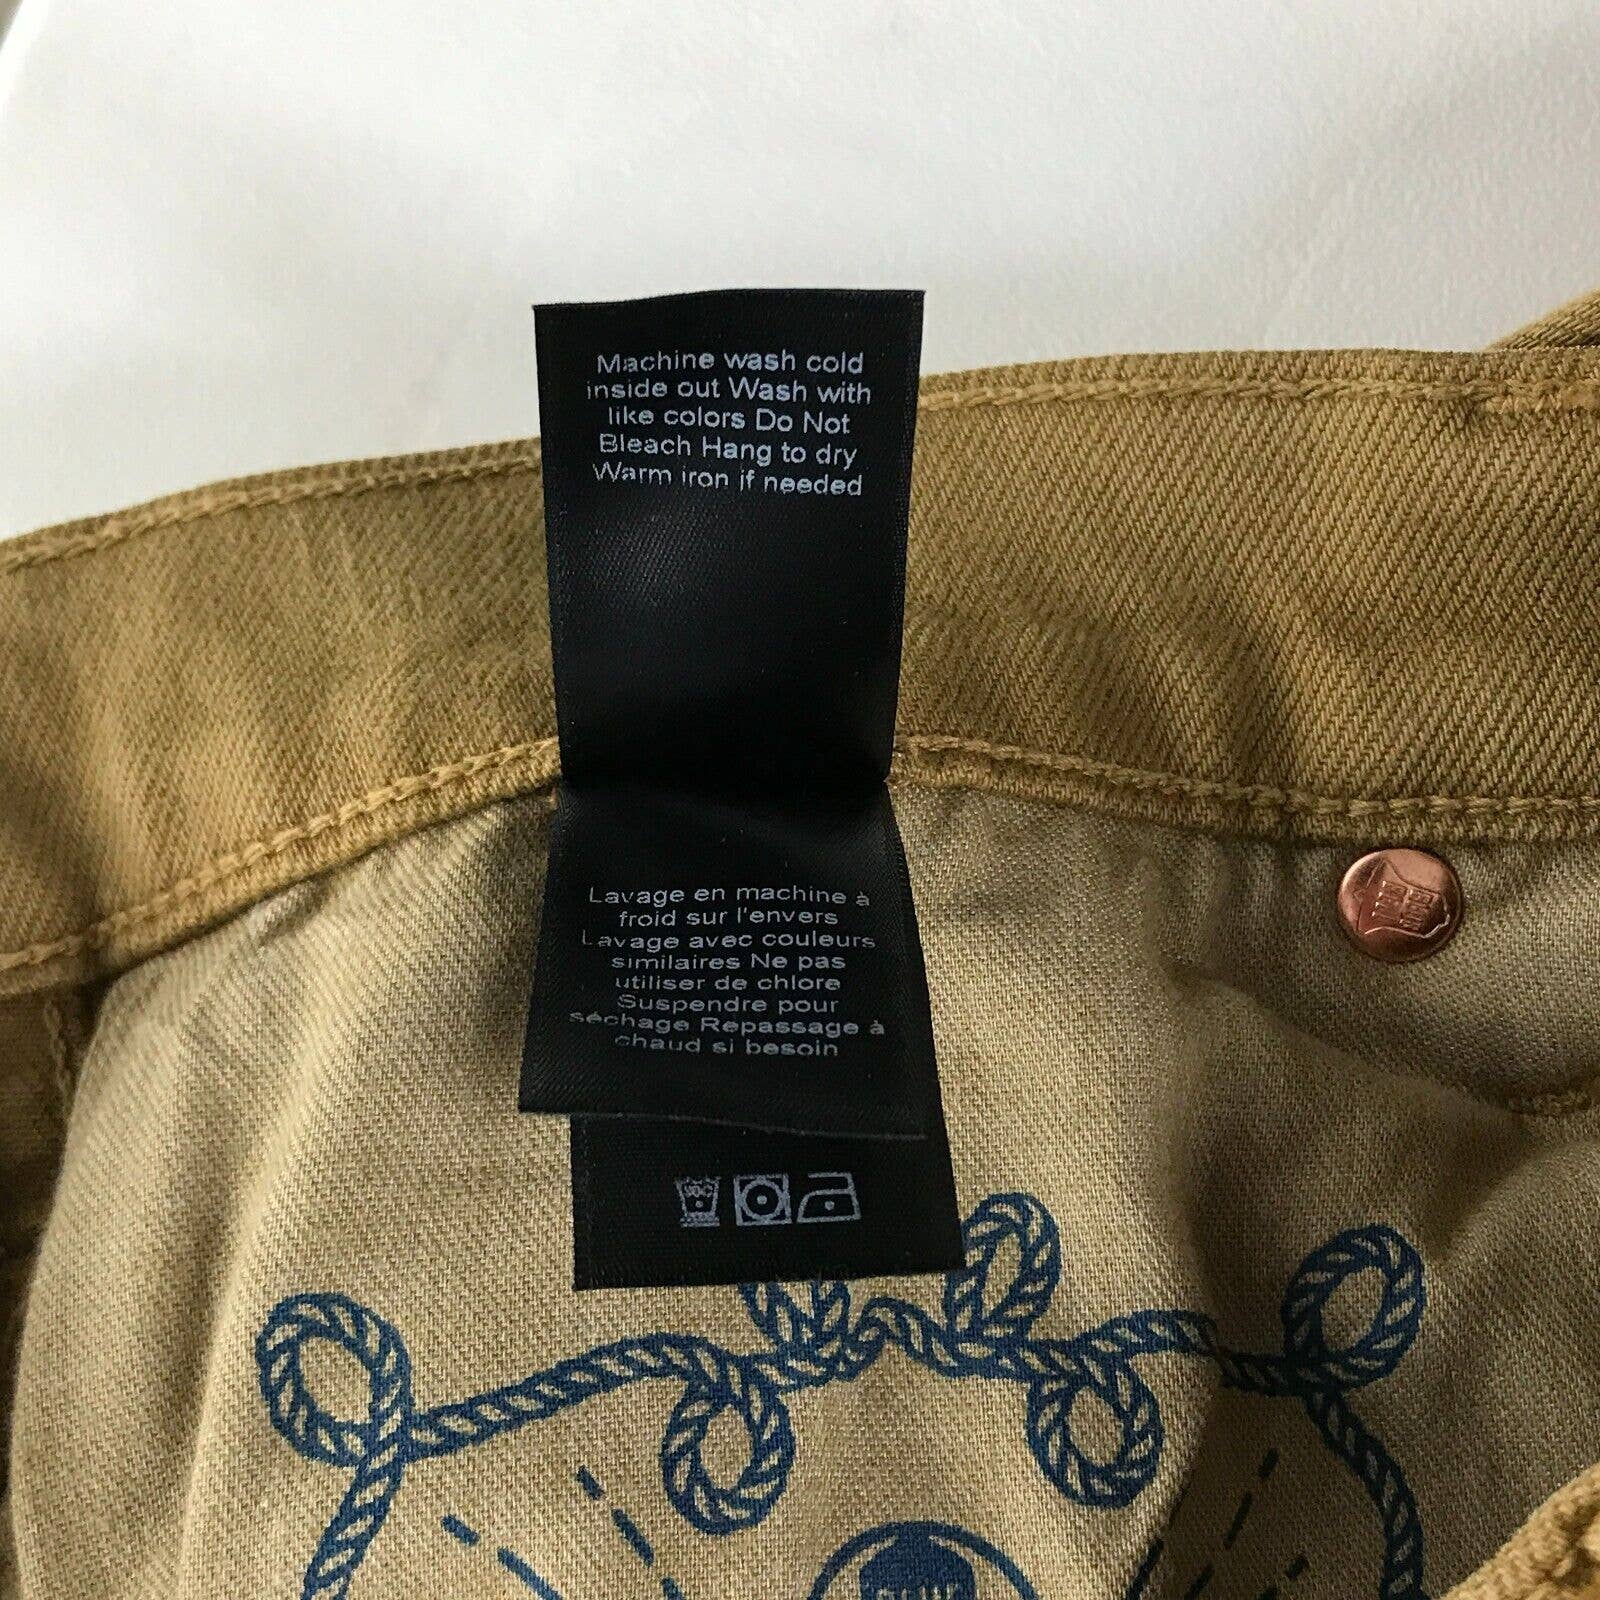 Machine wash cold
inside out Wash with
like colors Do Not
Bleach Hang to dry
Warm iron if needed
Lavage en machine à
froid sur l'envers
Lavage avec couleurs
similaires Ne pas
utiliser de chlore
Suspendre pour
séchage Repassage à
chaud si besoin